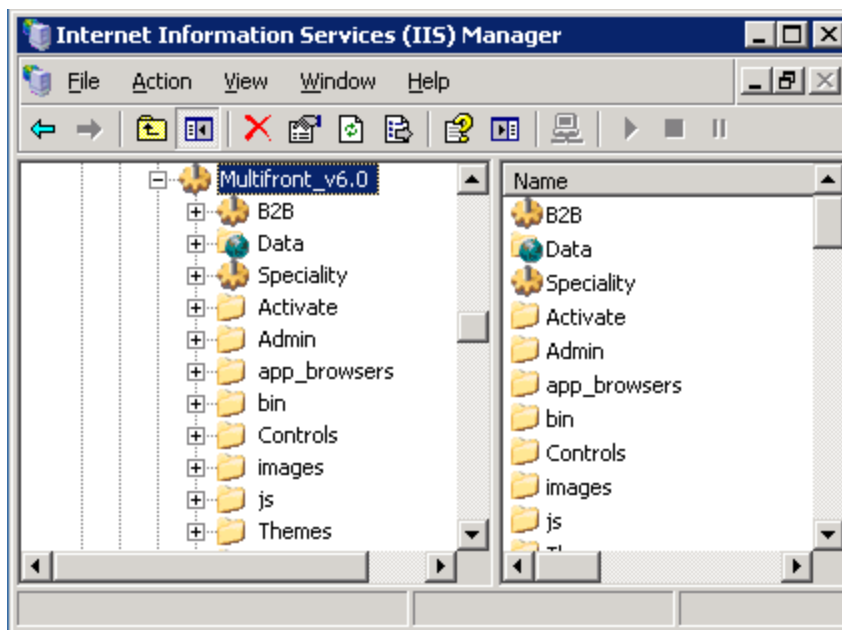 Internet Information Services (IIS) Manager
File Action View Window Help
Multifront_v6.0
B2B
Data
Speciality
Activate
Admin
app_browsers
bin
Controls
images
js
Themes
Name
B2B
Data
Speciality
Activate
Admin
app_browsers
bin
Controls
images
js